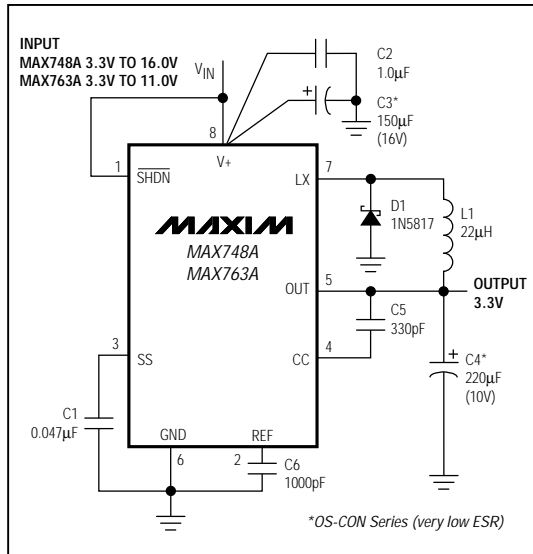 INPUT
MAX748A 3.3V TO 16.0V
MAX763A 3.3V TO 11.0V
VIN
C2
1.0µF
C3*
150µF
(16V)
8
V+
1
SHDN
LX
7
D1
1N5817
L1
22µH
MAXIM
MAX748A
MAX763A
OUT
5
OUTPUT
3.3V
C5
330pF
3
SS
CC
4
C4*
220µF
(10V)
C1
0.047µF
GND
REF
6
2
C6
1000pF
*OS-CON Series (very low ESR)